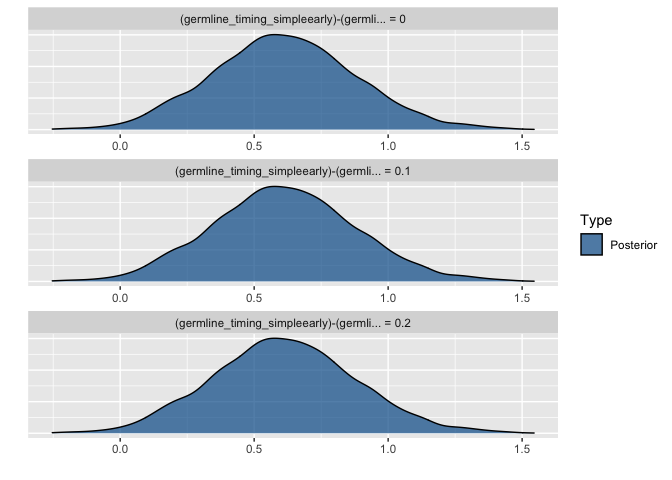 (germline_timing_simpleearly)-(germli... = 0
0.0 0.5 1.0 1.5
(germline_timing_simpleearly)-(germli... = 0.1
0.0 0.5 1.0 1.5
Type
Posterior
(germline_timing_simpleearly)-(germli... = 0.2
0.0 0.5 1.0 1.5